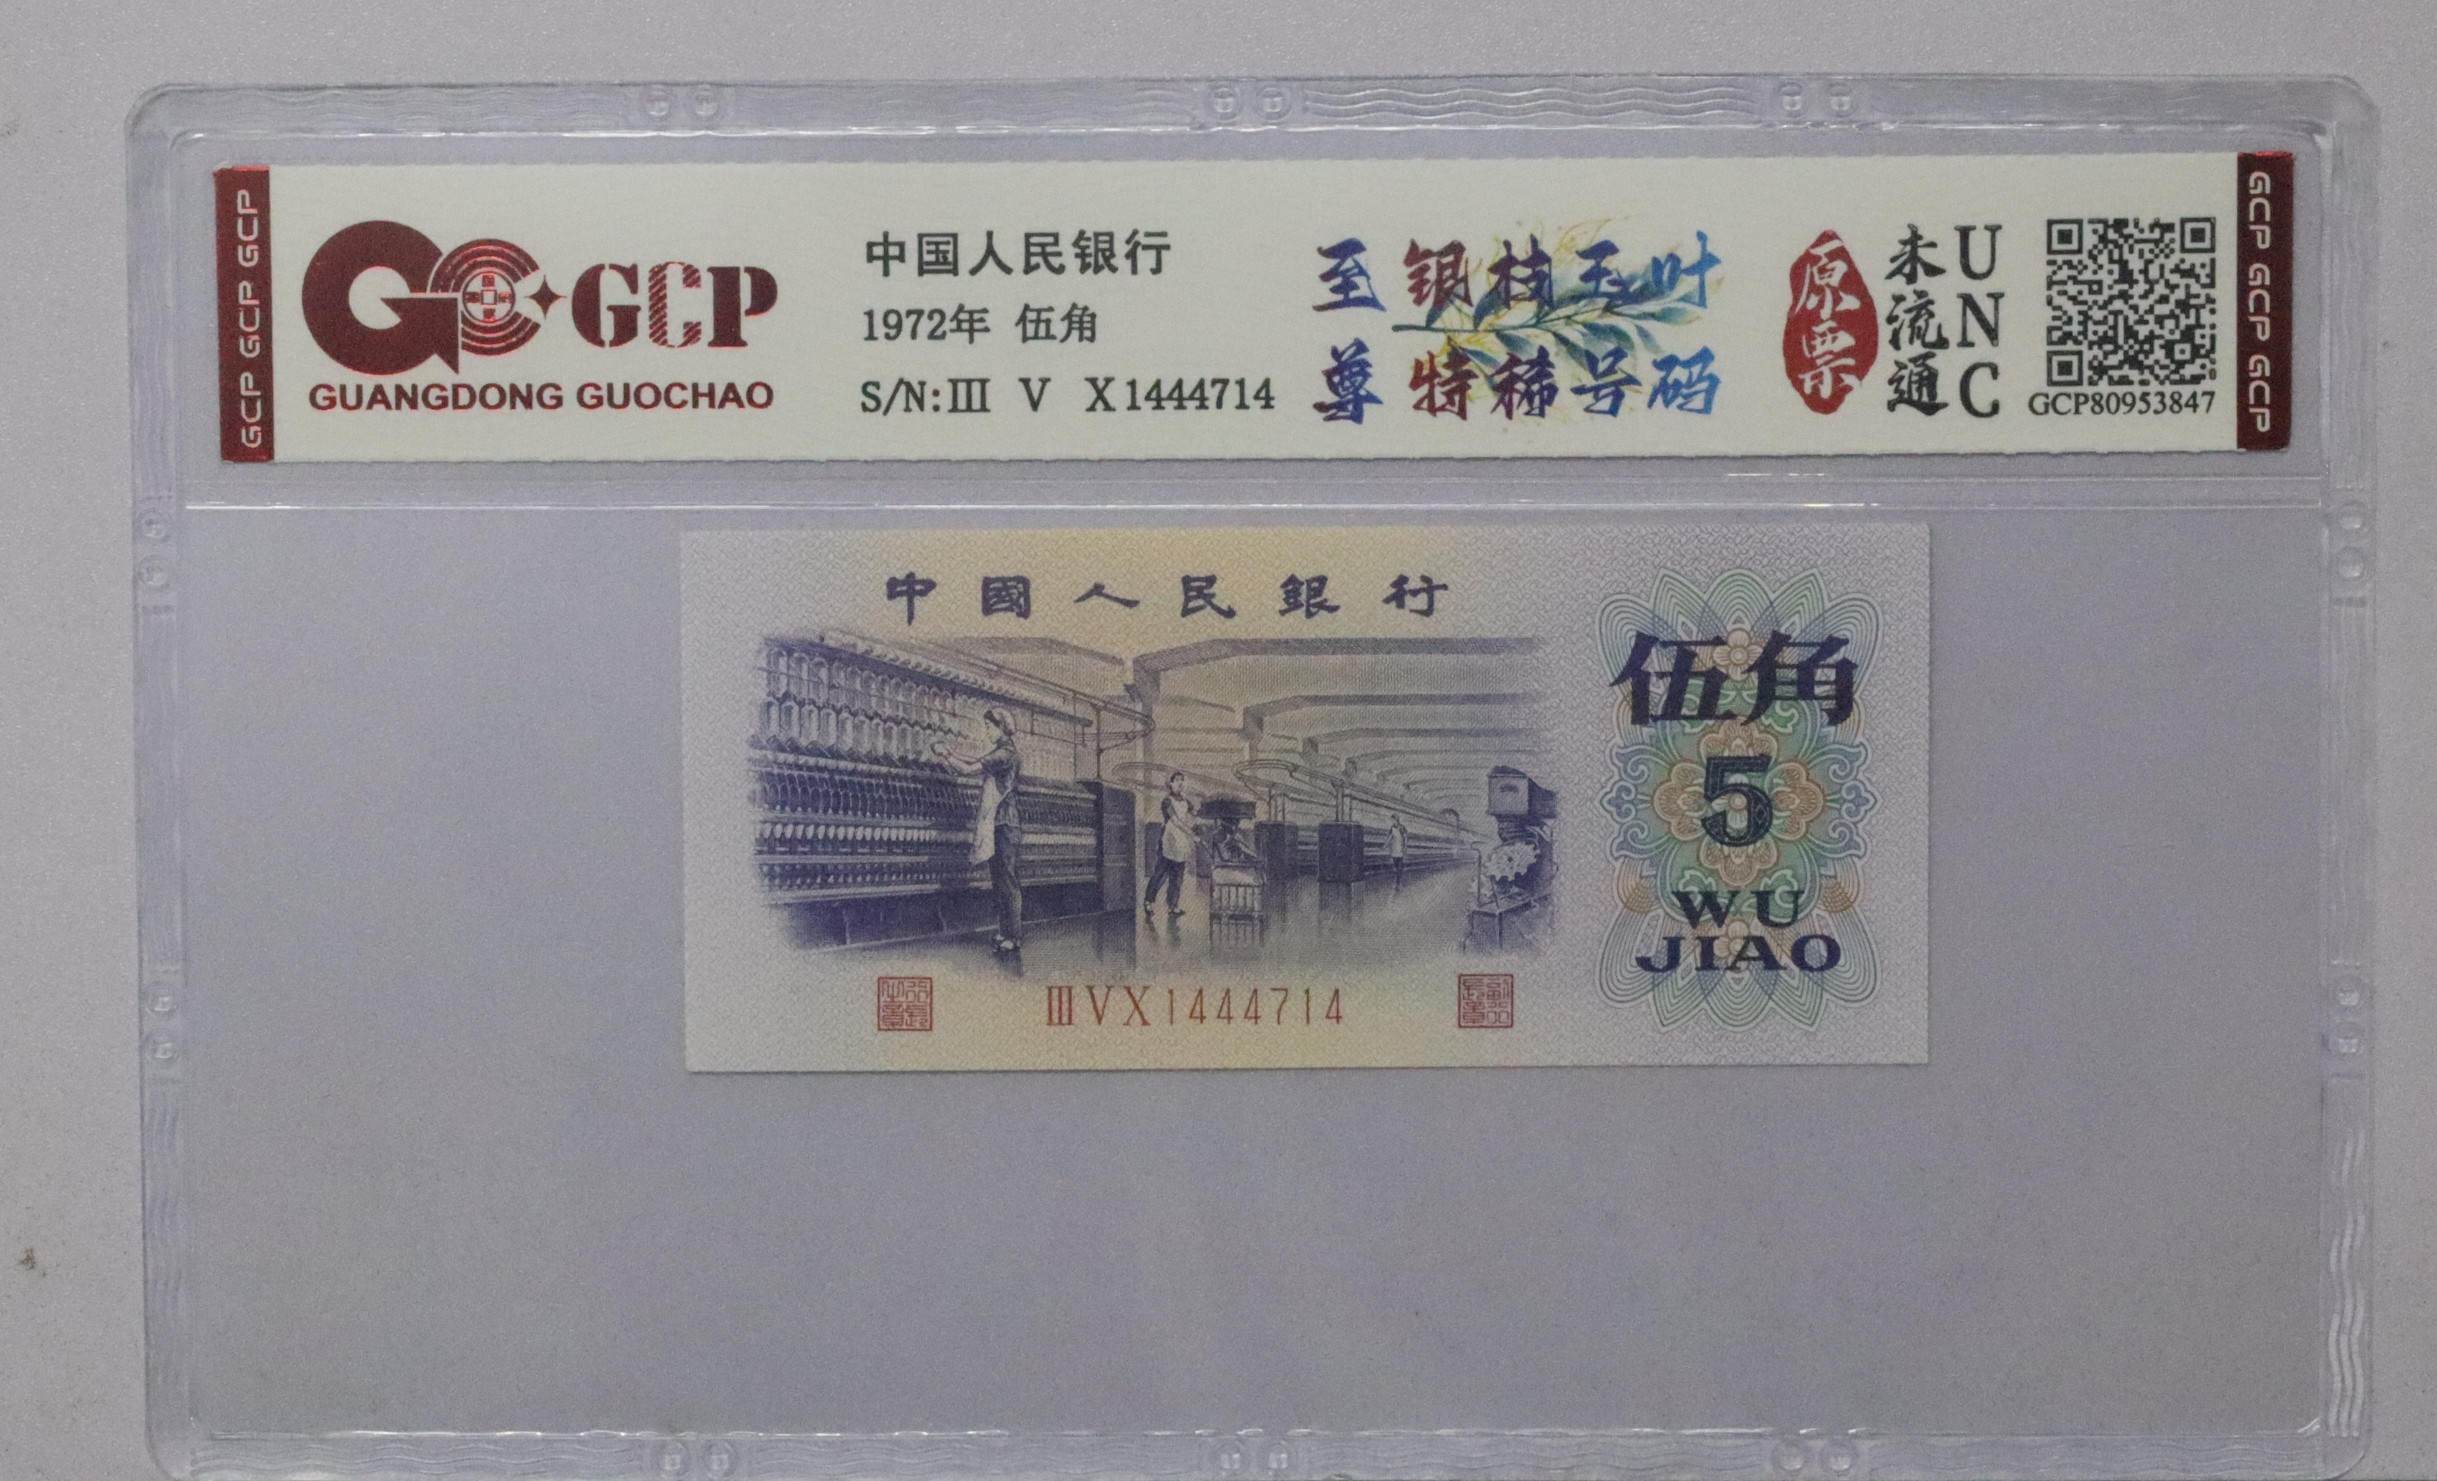 GCP GCP GCP
GCP
GUANGDONG GUOCHAO
中国人民银行
1972年 伍角
S/N:III V X1444714
至尊
银枝玉叶
特稀号码
原票
未流通
UNC
GCP80953847
GCP GCP GCP
中國人民銀行
伍角
5
WU
JIAO
III V X 1444714